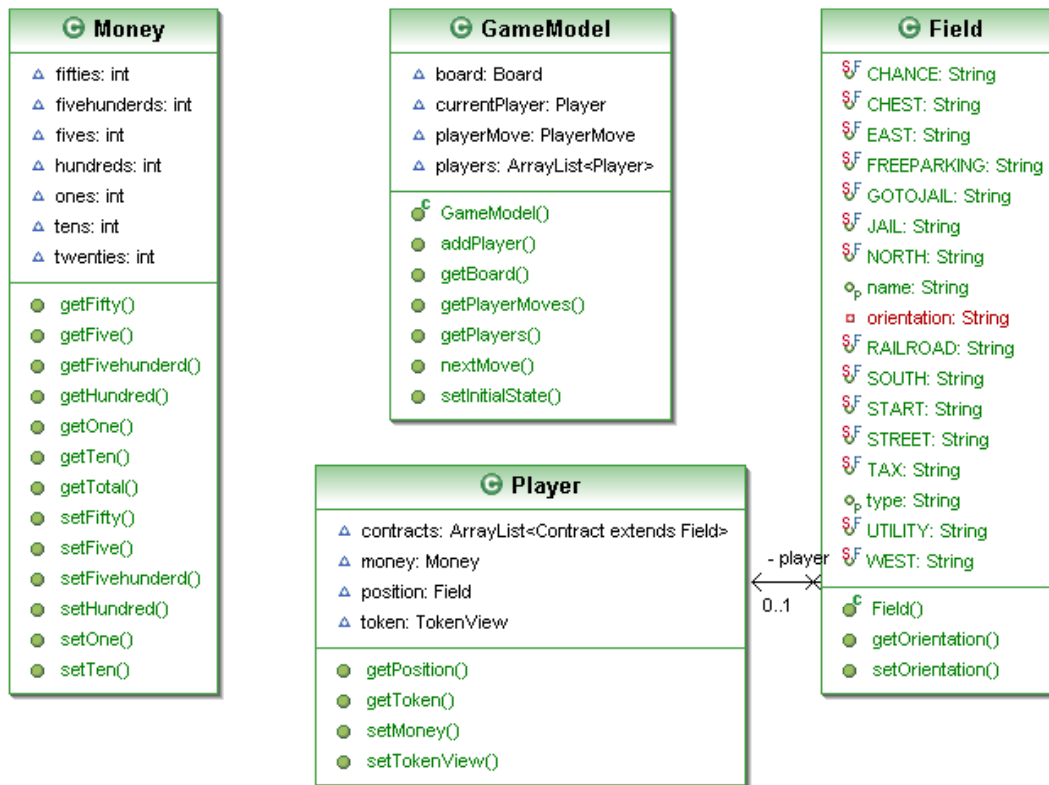 Money
fifties: int
fivehunderds: int
fives: int
hundreds: int
ones: int
tens: int
twenties: int
getFifty()
getFive()
getFivehunderd()
getHundred()
getOne()
getTen()
getTotal()
setFifty()
setFive()
setFivehunderd()
setHundred()
setOne()
setTen()
GameModel
board: Board
currentPlayer: Player
playerMove: PlayerMove
players: ArrayList<Player>
GameModel()
addPlayer()
getBoard()
getPlayerMoves()
getPlayers()
nextMove()
setInitialState()
Player
contracts: ArrayList<Contract extends Field>
money: Money
position: Field
token: TokenView
getPosition()
getToken()
setMoney()
setTokenView()
- player
0..1
Field
CHANCE: String
CHEST: String
EAST: String
FREEPARKING: String
GOTOJAIL: String
JAIL: String
NORTH: String
name: String
orientation: String
RAILROAD: String
SOUTH: String
START: String
STREET: String
TAX: String
type: String
UTILITY: String
WEST: String
Field()
getOrientation()
setOrientation()